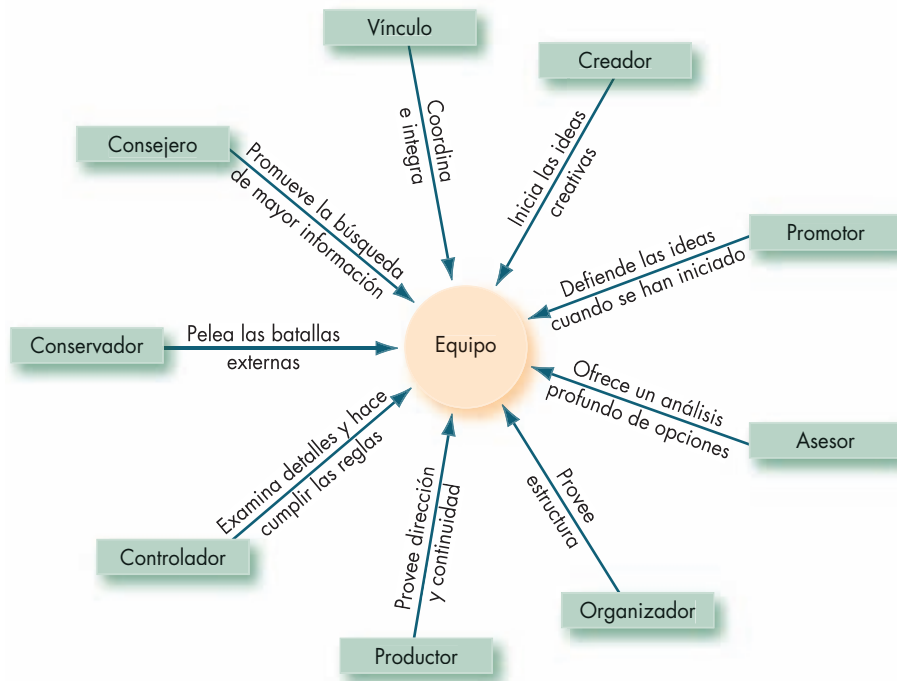 Vínculo
Coordina
e integra
Creador
Inicia las ideas
creativas
Promotor
Defiende las ideas
cuando se han iniciado
Asesor
Ofrece un análisis
profundo de opciones
Organizador
Provee
estructura
Productor
Provee dirección
y continuidad
Controlador
Examina detalles y hace
cumplir las reglas
Conservador
Pelea las batallas
externas
Consejero
Promueve la búsqueda
de mayor información
Equipo